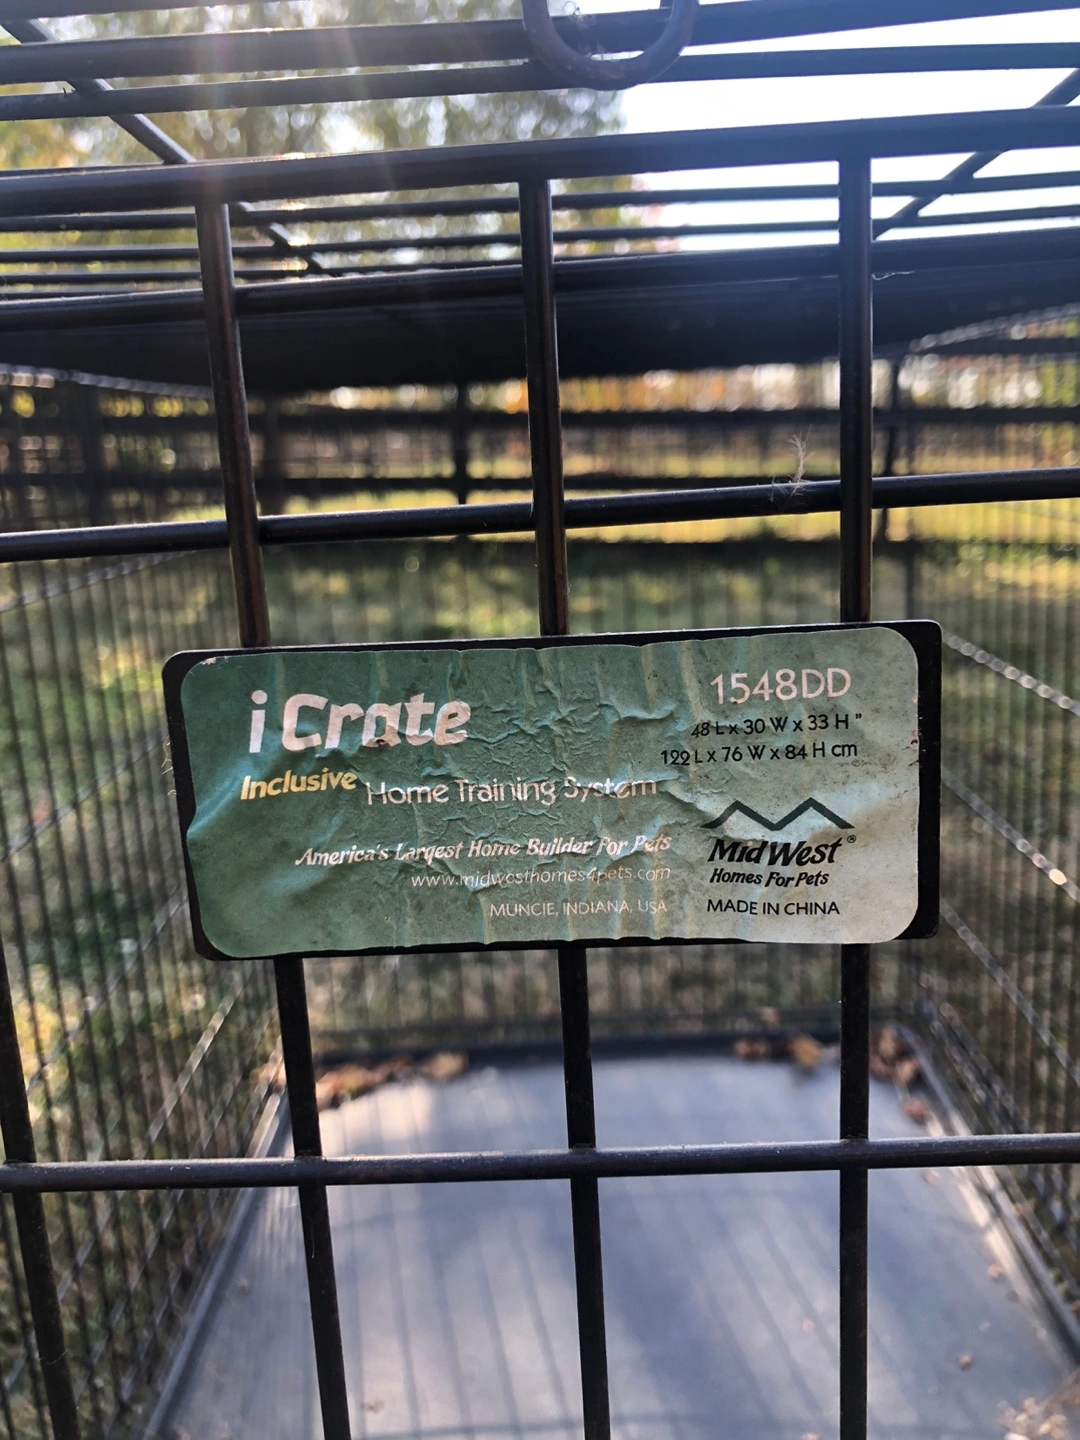 iCrate
Inclusive Home Training System
America's Largest Home Builder For Pets
www.midwesthomes4pets.com
MUNCIE, INDIANA, USA
1548DD
48 L x 30 W x 33 H "
122 L x 76 W x 84 H cm
MidWest®
Homes For Pets
MADE IN CHINA